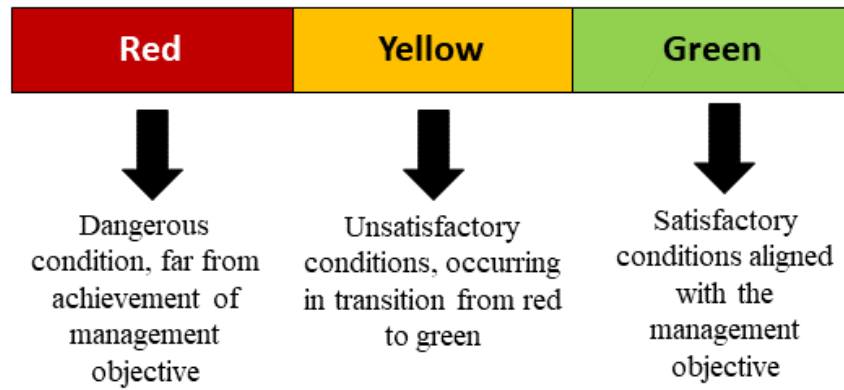 Red
Yellow
Green
Dangerous
condition, far from
achievement of
management
objective
Unsatisfactory
conditions, occurring
in transition from red
to green
Satisfactory
conditions aligned
with the
management
objective